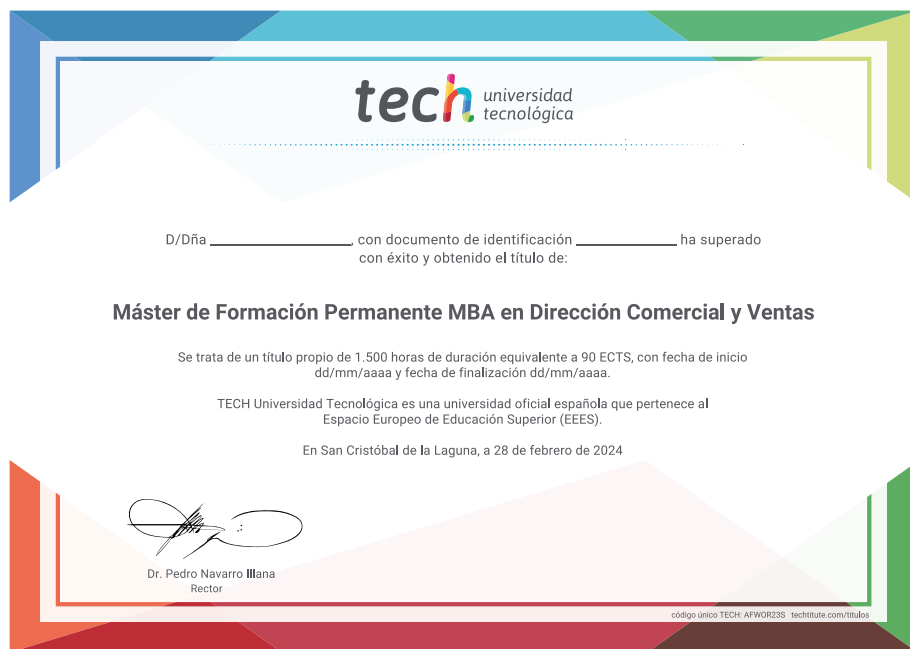 tech universidad
tecnológica
D/Dña ____________, con documento de identificación ____________ ha superado
con éxito y obtenido el título de:
Máster de Formación Permanente MBA en Dirección Comercial y Ventas
Se trata de un título propio de 1.500 horas de duración equivalente a 90 ECTS, con fecha de inicio
dd/mm/aaaa y fecha de finalización dd/mm/aaaa.
TECH Universidad Tecnológica es una universidad oficial española que pertenece al
Espacio Europeo de Educación Superior (EEES).
En San Cristóbal de la Laguna, a 28 de febrero de 2024
Dr. Pedro Navarro Illana
Rector
código único TECH: AFWOR23S techtitute.com/titulos